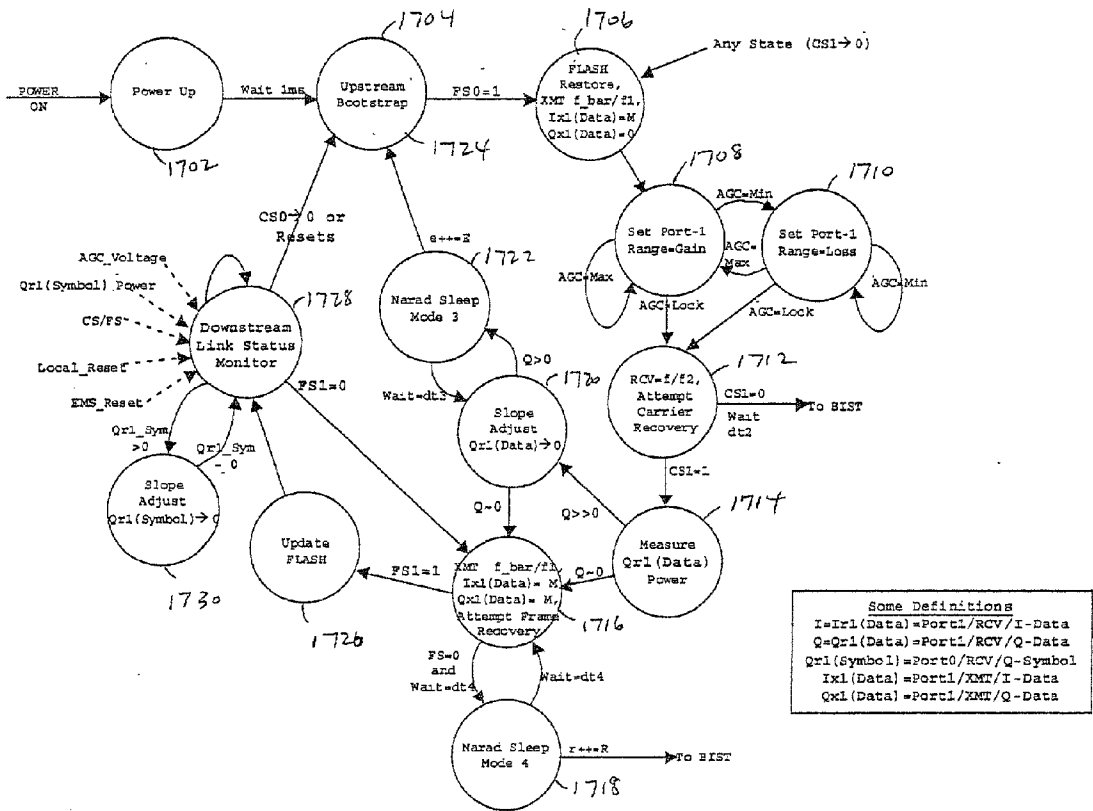 POWER
ON
Power Up
1702
Wait 1ms
1704
Upstream
Bootstrap
1724
FS0=1
1706
FLASH
Restore,
XMT f_bar/f1,
Ix1(Data)=M
Qx1(Data)=0
Any State (CS1→0)
1708
Set Port-1
Range=Gain
AGC=Min
AGC=
Max
AGC=Max
1710
Set Port-1
Range=Loss
AGC=Min
AGC=Lock
AGC=Lock
1712
RCV=f/f2,
Attempt
Carrier
Recovery
CS1=0
Wait
dt2
To BIST
CS1=1
1714
Measure
Qr1(Data)
Power
Q>>0
Q~0
CS0→0 or
Resets
1722
Narad Sleep
Mode 3
Wait=dt3
Q>0
1720
Slope
Adjust
Qr1(Data)→0
Q~0
AGC_Voltage
Qr1(Symbol)_Power
CS/FS
Local_Reset
EMS_Reset
1728
Downstream
Link Status
Monitor
FS1=0
Qr1_Sym
>0
Qr1_Sym
~ 0
Slope
Adjust
Qr1(Symbol)→0
1730
Update
FLASH
1726
FS1=1
XMT f_bar/f1,
Ix1(Data)= M
Qx1(Data)= M,
Attempt Frame
Recovery
1716
FS=0
and
Wait=dt4
Wait=dt4
Narad Sleep
Mode 4
1718
r++=R
To BIST
Some Definitions
I=Ir1(Data)=Port1/RCV/I-Data
Q=Qr1(Data)=Port1/RCV/Q-Data
Qr1(Symbol)=Port0/RCV/Q-Symbol
Ix1(Data)=Port1/XMT/I-Data
Qx1(Data)=Port1/XMT/Q-Data